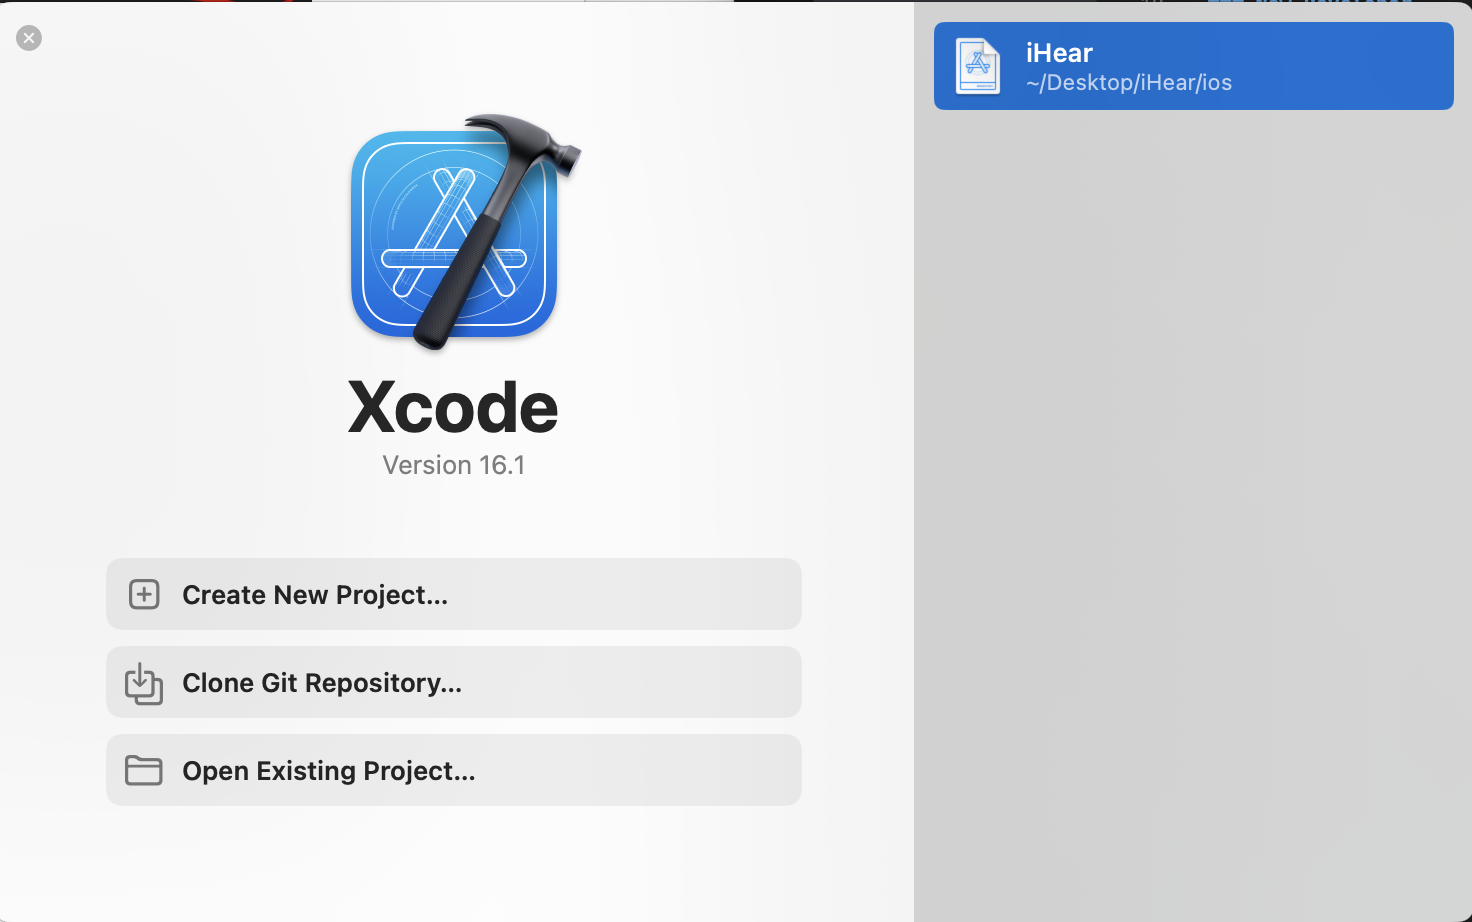 Xcode
Version 16.1
Create New Project...
Clone Git Repository...
Open Existing Project...
iHear
~/Desktop/iHear/ios